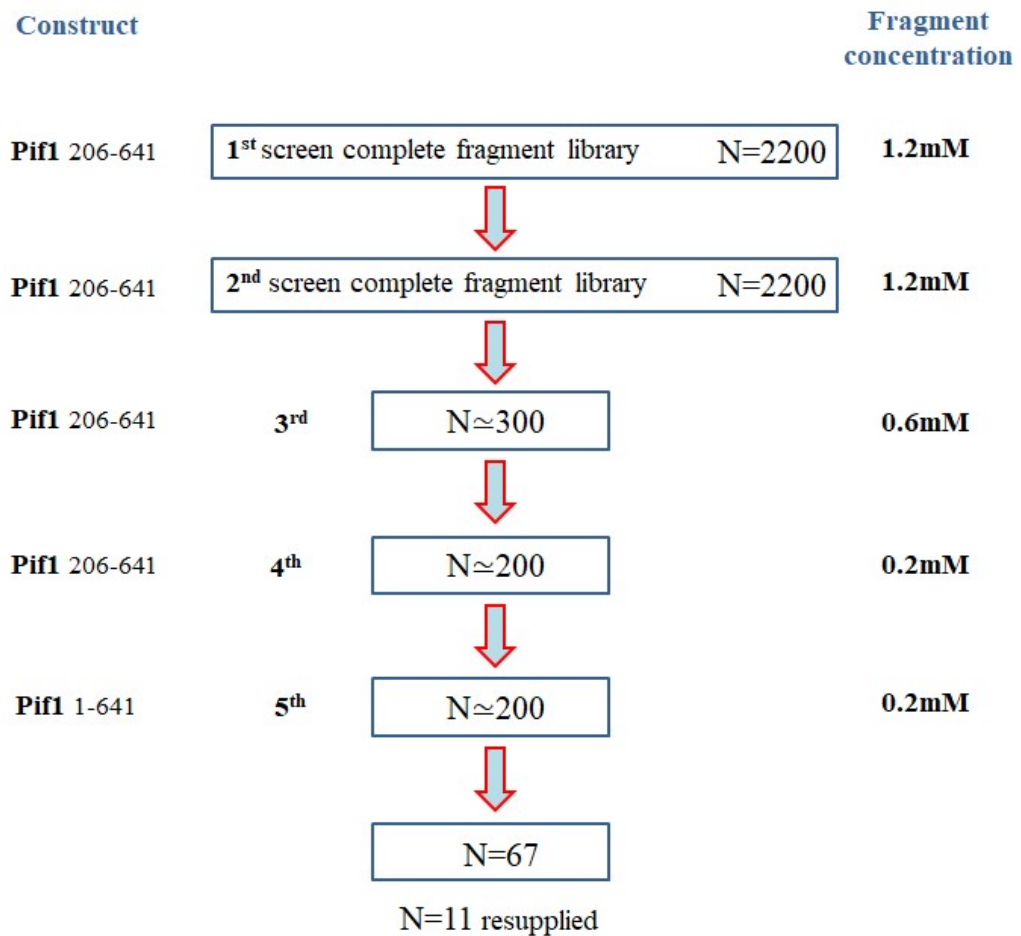 Construct
Fragment
concentration
Pif1 206-641 1st screen complete fragment library N=2200 1.2mM
Pif1 206-641 2nd screen complete fragment library N=2200 1.2mM
Pif1 206-641 3rd N≃300 0.6mM
Pif1 206-641 4th N≃200 0.2mM
Pif1 1-641 5th N≃200 0.2mM
N=67
N=11 resupplied